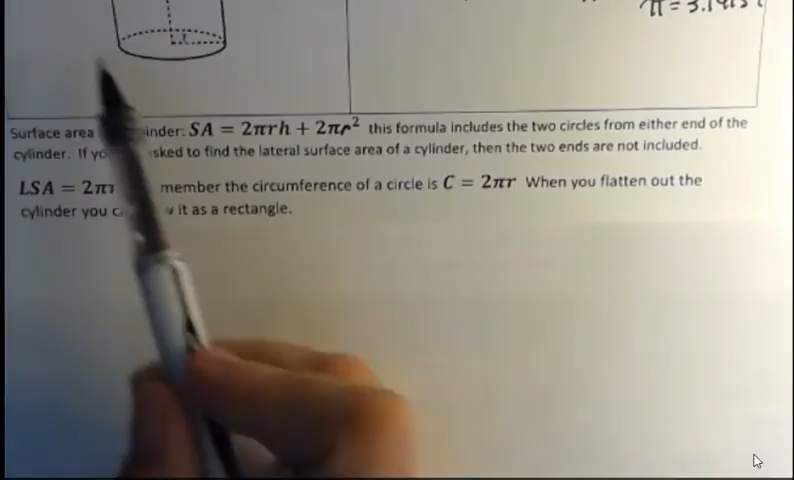 π = 3.1415
r
Surface area inder: SA = 2πrh + 2πr² this formula includes the two circles from either end of the
cylinder. If yo sked to find the lateral surface area of a cylinder, then the two ends are not included.
LSA = 2π member the circumference of a circle is C = 2πr When you flatten out the
cylinder you c it as a rectangle.